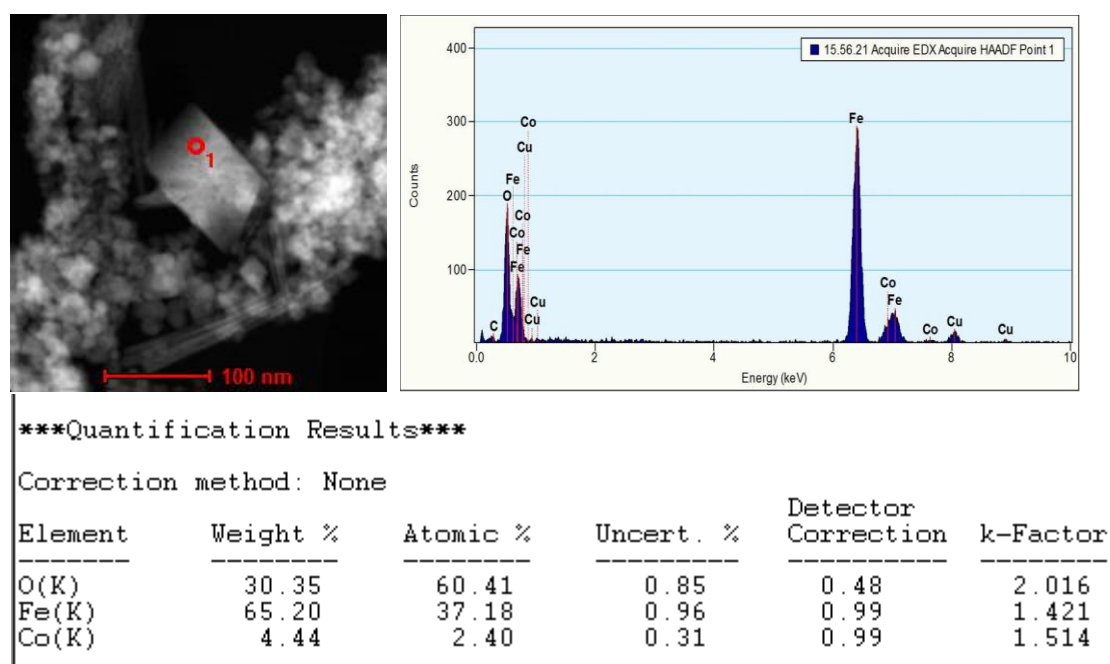 1
100 nm
15.56.21 Acquire EDX Acquire HAADF Point 1
400
300
200
100
Counts
Co
Cu
Fe
O
Co
Co
Fe
Fe
Cu
C
Cu
Fe
Co
Fe
Co
Cu
Cu
0.0 2 4 6 8 10
Energy (keV)
***Quantification Results***
Correction method: None
Element Weight % Atomic % Uncert. % Detector Correction k-Factor
O(K) 30.35 60.41 0.85 0.48 2.016
Fe(K) 65.20 37.18 0.96 0.99 1.421
Co(K) 4.44 2.40 0.31 0.99 1.514